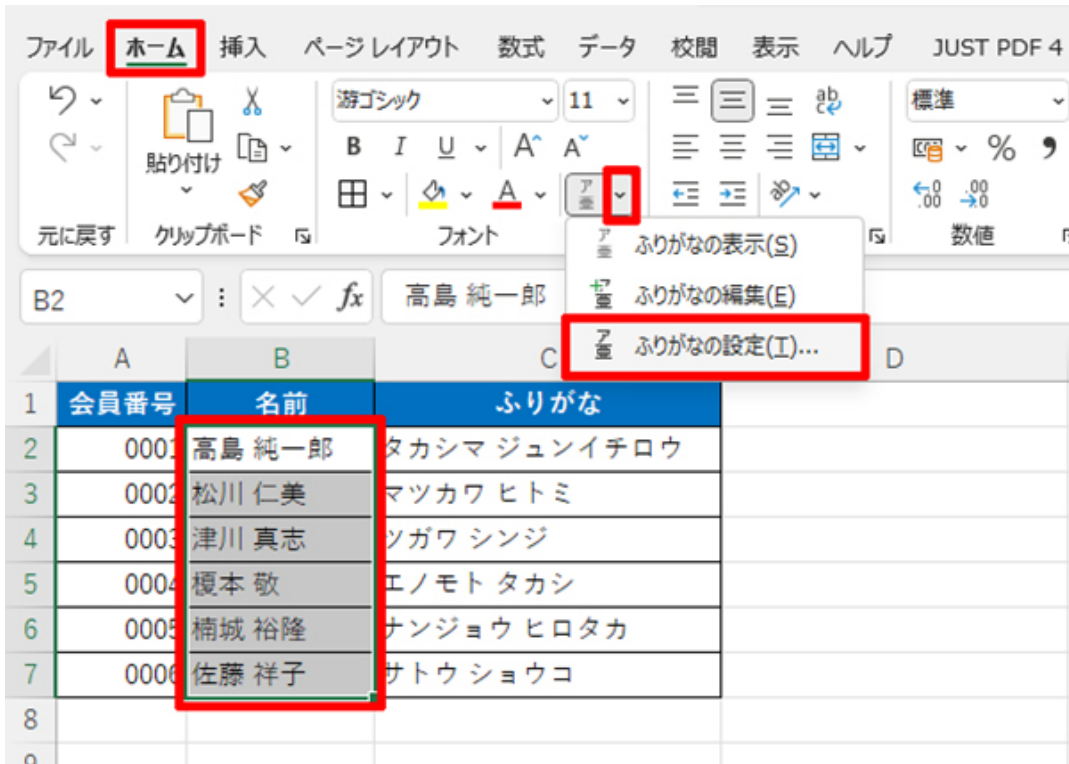 ファイル ホーム 挿入 ページ レイアウト 数式 データ 校閲 表示 ヘルプ JUST PDF 4
游ゴシック 11 ab 標準
貼り付け B I U A A % 9
ア亜 A .00 .00
元に戻す クリップボード フォント 数値
ふりがなの表示(S)
ふりがなの編集(E)
ふりがなの設定(T)...
B2 fx 高島 純一郎
A B C D
1 会員番号 名前 ふりがな
2 0001 高島 純一郎 タカシマ ジュンイチロウ
3 0002 松川 仁美 マツカワ ヒトミ
4 0003 津川 真志 ツガワ シンジ
5 0004 榎本 敬 エノモト タカシ
6 0005 楠城 裕隆 ナンジョウ ヒロタカ
7 0006 佐藤 祥子 サトウ ショウコ
8